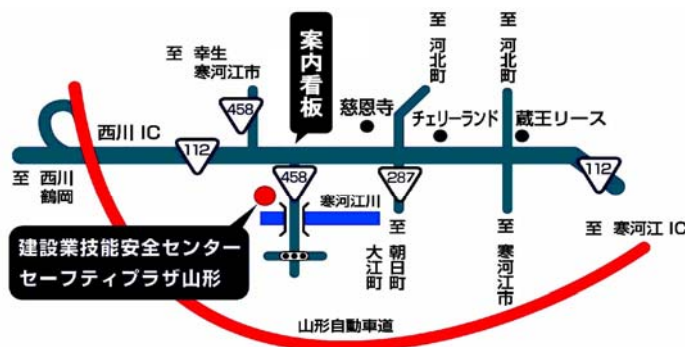 至 幸生
寒河江市
案内看板
至 河北町
至 河北町
458
慈恩寺
チェリーランド
蔵王リース
西川 IC
112
至 西川
鶴岡
458
寒河江川
287
112
至 朝日町
大江町
至 寒河江市
至 寒河江 IC
建設業技能安全センター
セーフティプラザ山形
山形自動車道